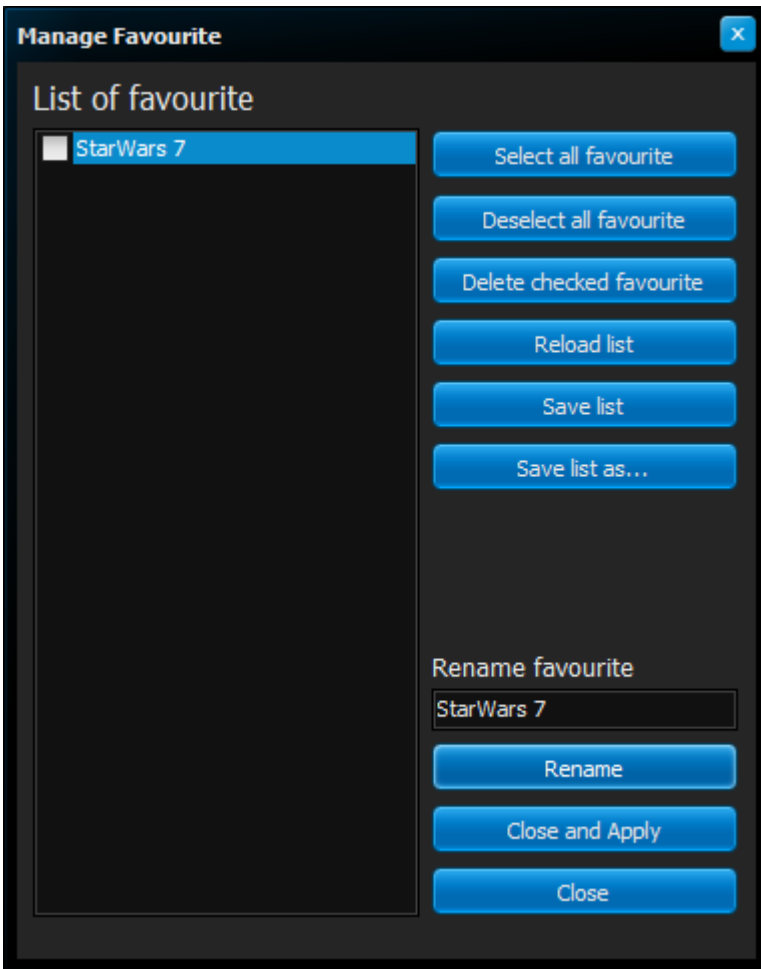 Manage Favourite
x
List of favourite
StarWars 7
Select all favourite
Deselect all favourite
Delete checked favourite
Reload list
Save list
Save list as...
Rename favourite
StarWars 7
Rename
Close and Apply
Close